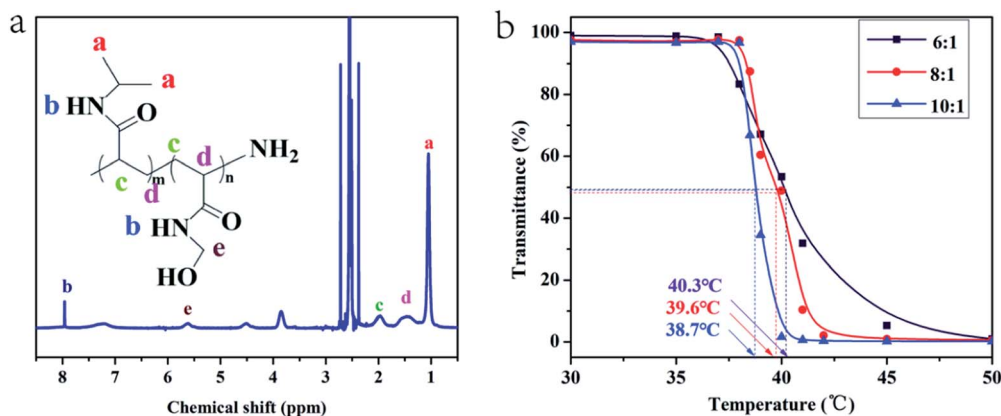 a
a
a
b
HN
O
c
d
NH2
c
m
d
n
b
HN
O
e
HO
a
b
e
c
d
8
7
6
5
4
3
2
1
Chemical shift (ppm)
b
100
80
60
40
20
0
Transmittance (%)
6:1
8:1
10:1
40.3℃
39.6℃
38.7℃
30
35
40
45
50
Temperature (℃)